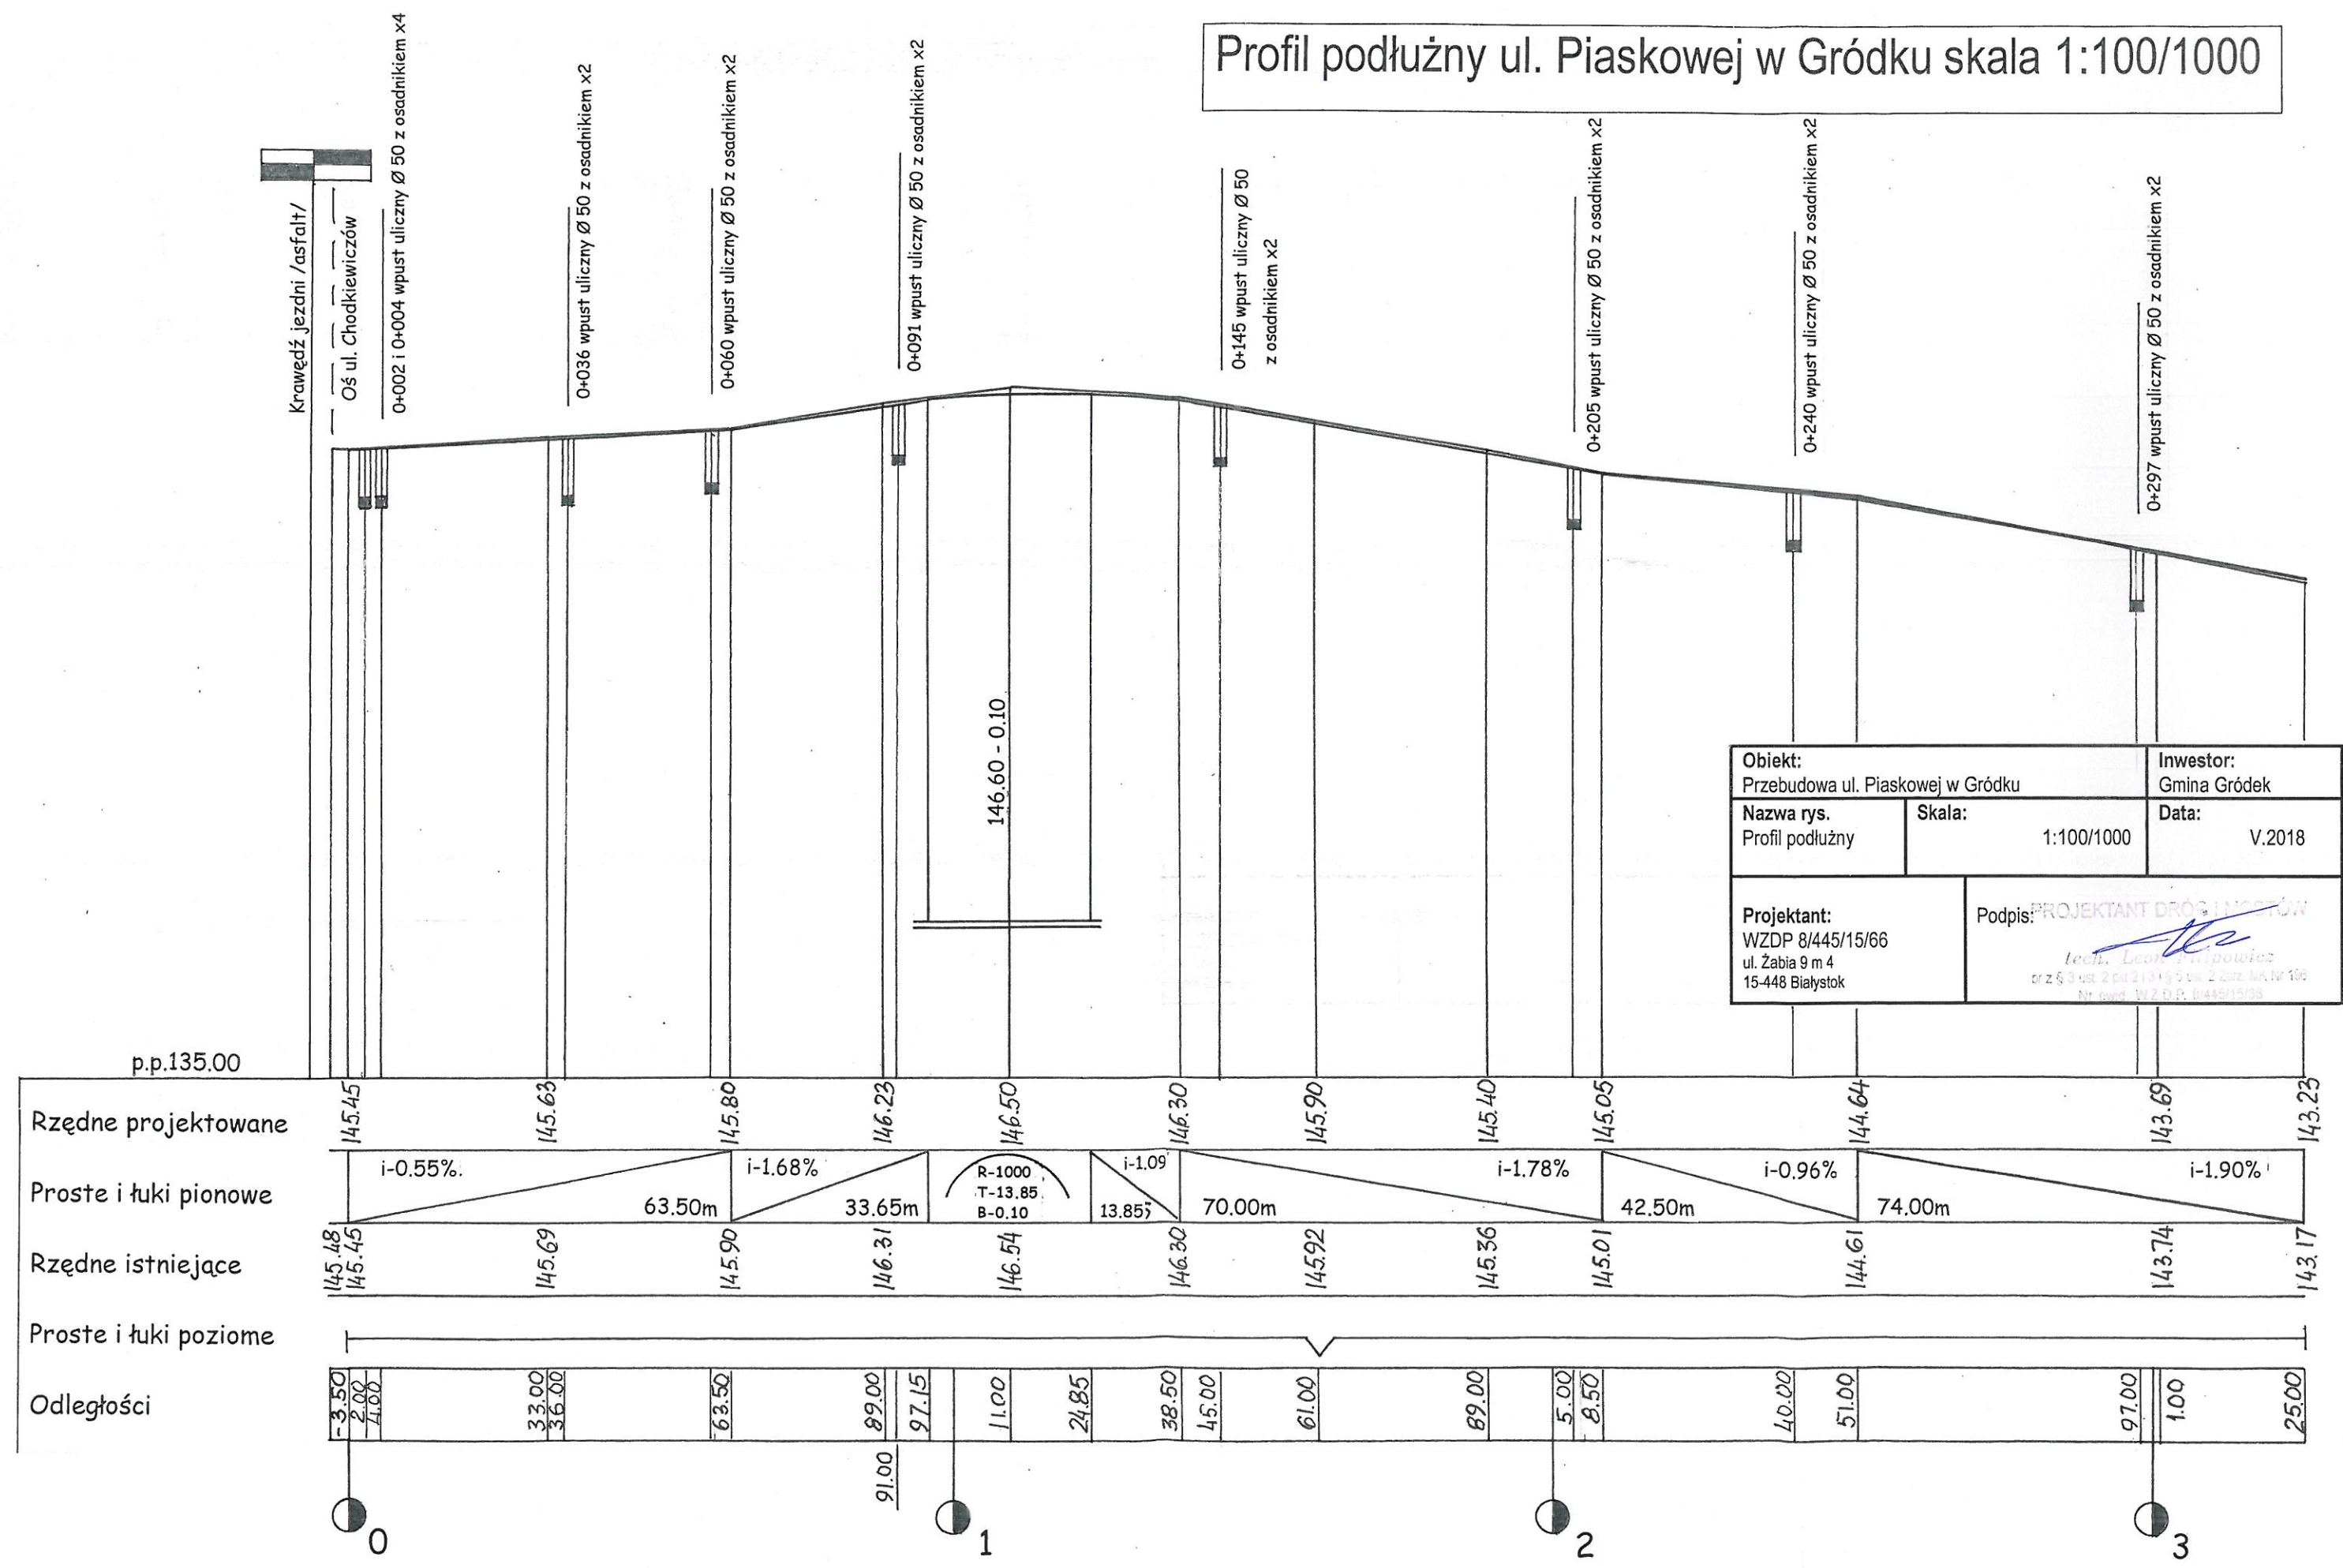 Profil podłużny ul. Piaskowej w Gródku skala 1:100/1000
Krawędź jezdni /asfalt/
Oś ul. Chodkiewiczów
0+002 i 0+004 wpust uliczny Ø 50 z osadnikiem x4
0+036 wpust uliczny Ø 50 z osadnikiem x2
0+060 wpust uliczny Ø 50 z osadnikiem x2
0+091 wpust uliczny Ø 50 z osadnikiem x2
0+145 wpust uliczny Ø 50
z osadnikiem x2
0+205 wpust uliczny Ø 50 z osadnikiem x2
0+240 wpust uliczny Ø 50 z osadnikiem x2
0+297 wpust uliczny Ø 50 z osadnikiem x2
146.60 - 0.10
Obiekt:
Przebudowa ul. Piaskowej w Gródku
Inwestor:
Gmina Gródek
Nazwa rys.
Profil podłużny
Skala:
1:100/1000
Data:
V.2018
Projektant:
WZDP 8/445/15/66
ul. Żabia 9 m 4
15-448 Białystok
Podpis:
PROJEKTANT DRÓG I MOSTÓW
tech. Leon Filipowicz
p.p.135.00
Rzędne projektowane
145.45 145.63 145.80 146.23 146.50 146.30 145.90 145.40 145.05 144.64 143.69 143.23
Proste i łuki pionowe
i-0.55%. 63.50m
i-1.68% 33.65m
R-1000
T-13.85
B-0.10
i-1.09 13.85
i-1.78% 70.00m
i-0.96% 42.50m
i-1.90% 74.00m
Rzędne istniejące
145.48 145.45 145.69 145.90 146.31 146.54 146.30 145.92 145.36 145.01 144.61 143.74 143.17
Proste i łuki poziome
Odległości
-3.50 2.00 4.00 33.00 36.00 63.50 89.00 97.15 11.00 24.85 38.50 45.00 61.00 89.00 5.00 8.50 40.00 51.00 97.00 1.00 25.00
91.00
0 1 2 3